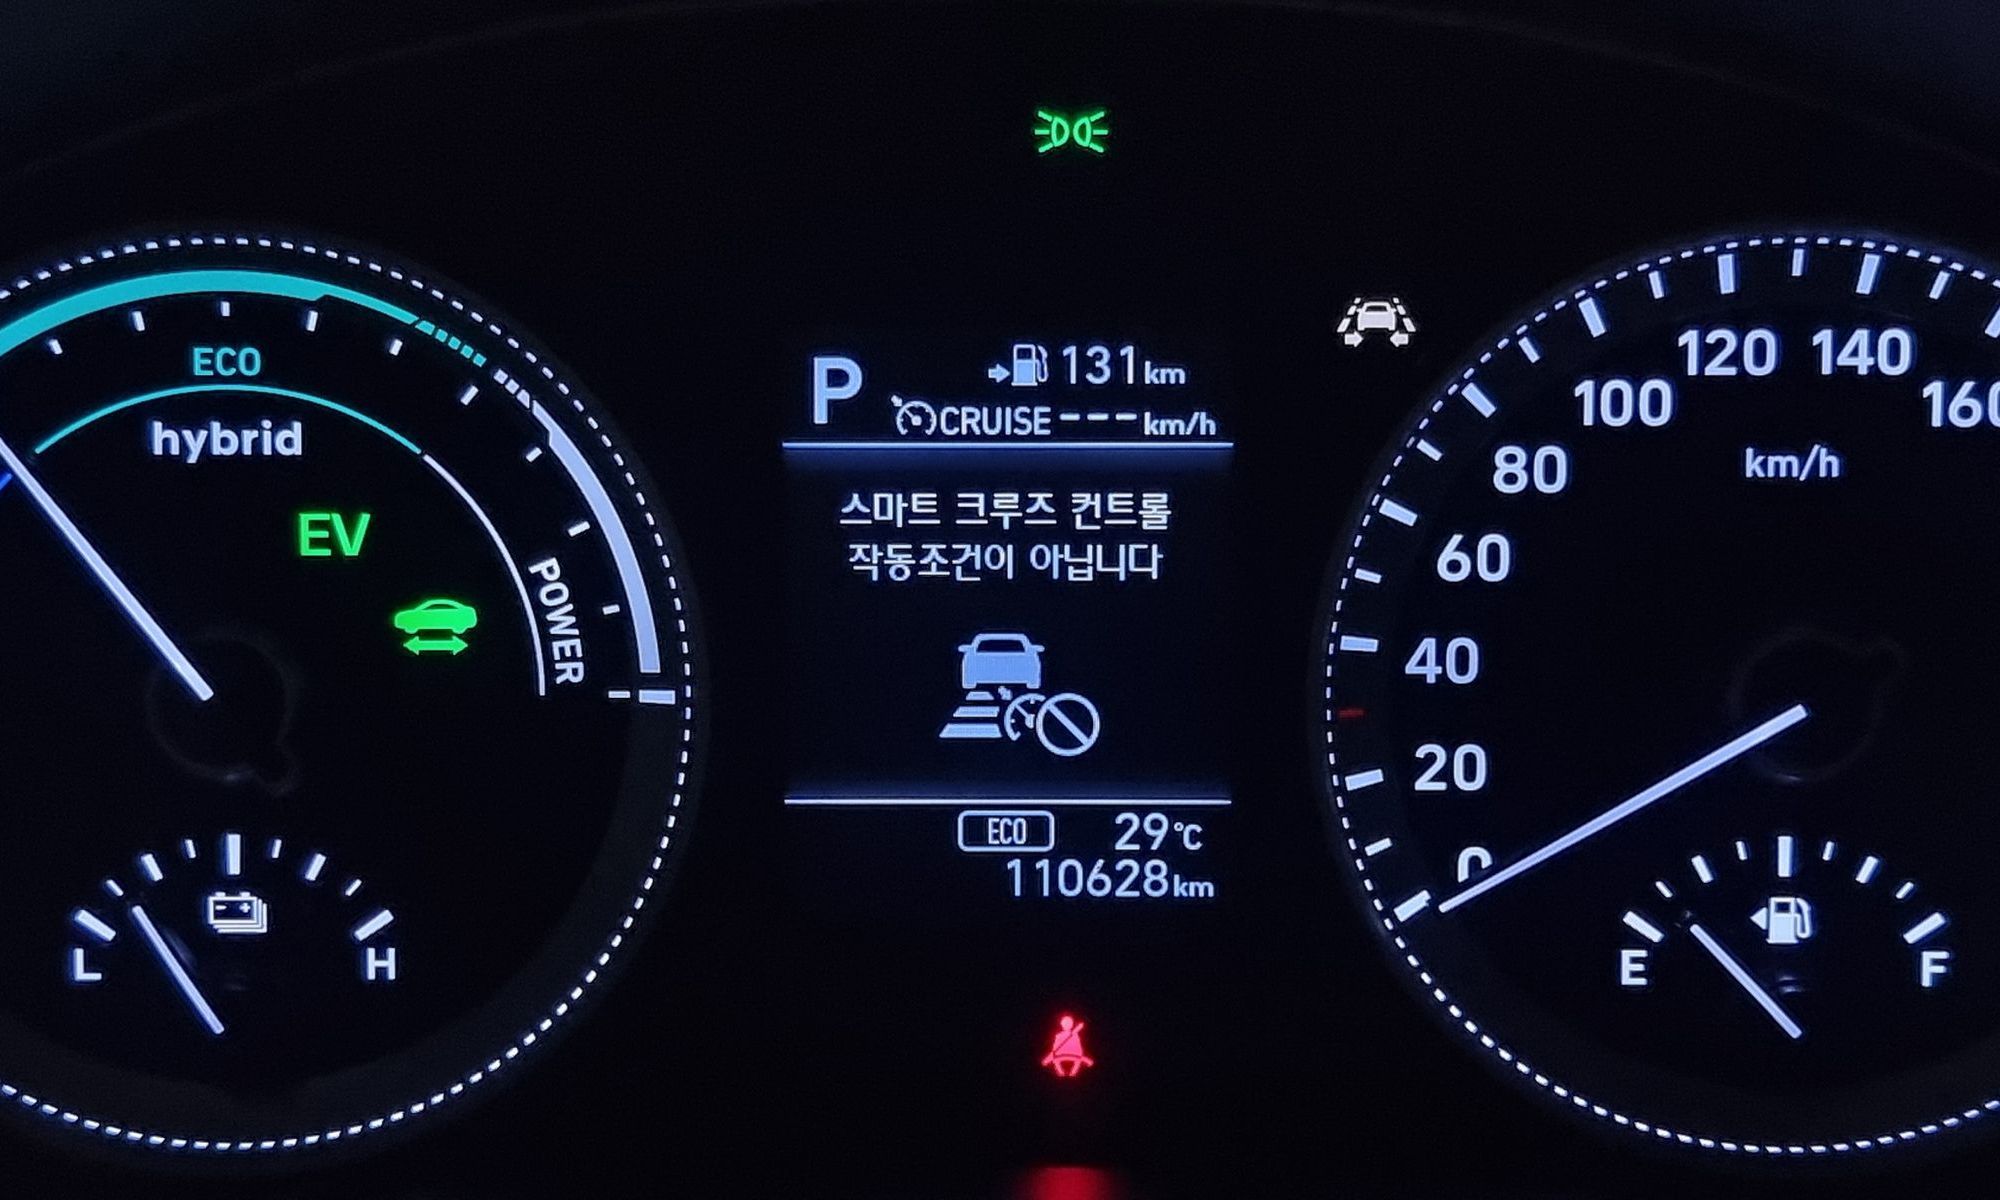 ECO
hybrid
EV
POWER
L
H
P
131km
CRUISE---km/h
스마트 크루즈 컨트롤
작동조건이 아닙니다
ECO
29℃
110628km
0
20
40
60
80
100
120
140
160
km/h
E
F